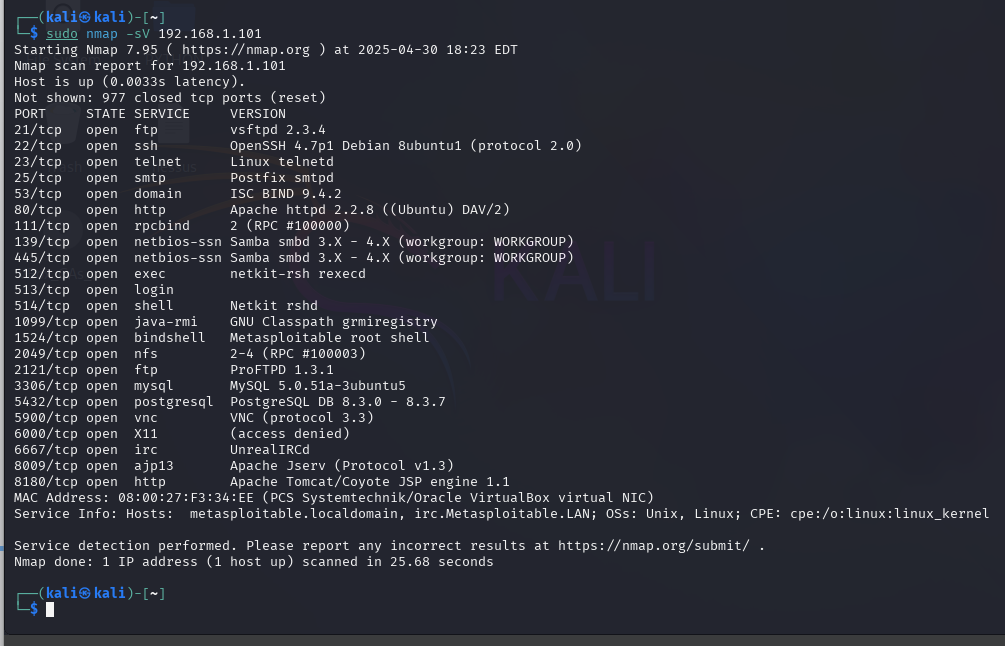 ┌──(kali㉿kali)-[~]
└─$ sudo nmap -sV 192.168.1.101
Starting Nmap 7.95 ( https://nmap.org ) at 2025-04-30 18:23 EDT
Nmap scan report for 192.168.1.101
Host is up (0.0033s latency).
Not shown: 977 closed tcp ports (reset)
PORT     STATE SERVICE     VERSION
21/tcp   open  ftp         vsftpd 2.3.4
22/tcp   open  ssh         OpenSSH 4.7p1 Debian 8ubuntu1 (protocol 2.0)
23/tcp   open  telnet      Linux telnetd
25/tcp   open  smtp        Postfix smtpd
53/tcp   open  domain      ISC BIND 9.4.2
80/tcp   open  http        Apache httpd 2.2.8 ((Ubuntu) DAV/2)
111/tcp  open  rpcbind     2 (RPC #100000)
139/tcp  open  netbios-ssn Samba smbd 3.X - 4.X (workgroup: WORKGROUP)
445/tcp  open  netbios-ssn Samba smbd 3.X - 4.X (workgroup: WORKGROUP)
512/tcp  open  exec        netkit-rsh rexecd
513/tcp  open  login
514/tcp  open  shell       Netkit rshd
1099/tcp open  java-rmi    GNU Classpath grmiregistry
1524/tcp open  bindshell   Metasploitable root shell
2049/tcp open  nfs         2-4 (RPC #100003)
2121/tcp open  ftp         ProFTPD 1.3.1
3306/tcp open  mysql       MySQL 5.0.51a-3ubuntu5
5432/tcp open  postgresql  PostgreSQL DB 8.3.0 - 8.3.7
5900/tcp open  vnc         VNC (protocol 3.3)
6000/tcp open  X11         (access denied)
6667/tcp open  irc         UnrealIRCd
8009/tcp open  ajp13       Apache Jserv (Protocol v1.3)
8180/tcp open  http        Apache Tomcat/Coyote JSP engine 1.1
MAC Address: 08:00:27:F3:34:EE (PCS Systemtechnik/Oracle VirtualBox virtual NIC)
Service Info: Hosts:  metasploitable.localdomain, irc.Metasploitable.LAN; OSs: Unix, Linux; CPE: cpe:/o:linux:linux_kernel

Service detection performed. Please report any incorrect results at https://nmap.org/submit/ .
Nmap done: 1 IP address (1 host up) scanned in 25.68 seconds

┌──(kali㉿kali)-[~]
└─$
KALI